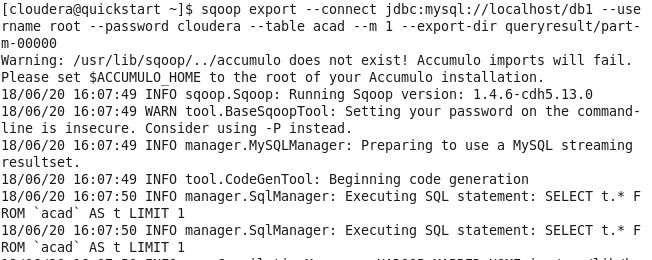 [cloudera@quickstart ~]$ sqoop export --connect jdbc:mysql://localhost/db1 --use
rname root --password cloudera --table acad --m 1 --export-dir queryresult/part-
m-00000
Warning: /usr/lib/sqoop/../accumulo does not exist! Accumulo imports will fail.
Please set $ACCUMULO_HOME to the root of your Accumulo installation.
18/06/20 16:07:49 INFO sqoop.Sqoop: Running Sqoop version: 1.4.6-cdh5.13.0
18/06/20 16:07:49 WARN tool.BaseSqoopTool: Setting your password on the command-
line is insecure. Consider using -P instead.
18/06/20 16:07:49 INFO manager.MySQLManager: Preparing to use a MySQL streaming
resultset.
18/06/20 16:07:49 INFO tool.CodeGenTool: Beginning code generation
18/06/20 16:07:50 INFO manager.SqlManager: Executing SQL statement: SELECT t.* F
ROM `acad` AS t LIMIT 1
18/06/20 16:07:50 INFO manager.SqlManager: Executing SQL statement: SELECT t.* F
ROM `acad` AS t LIMIT 1